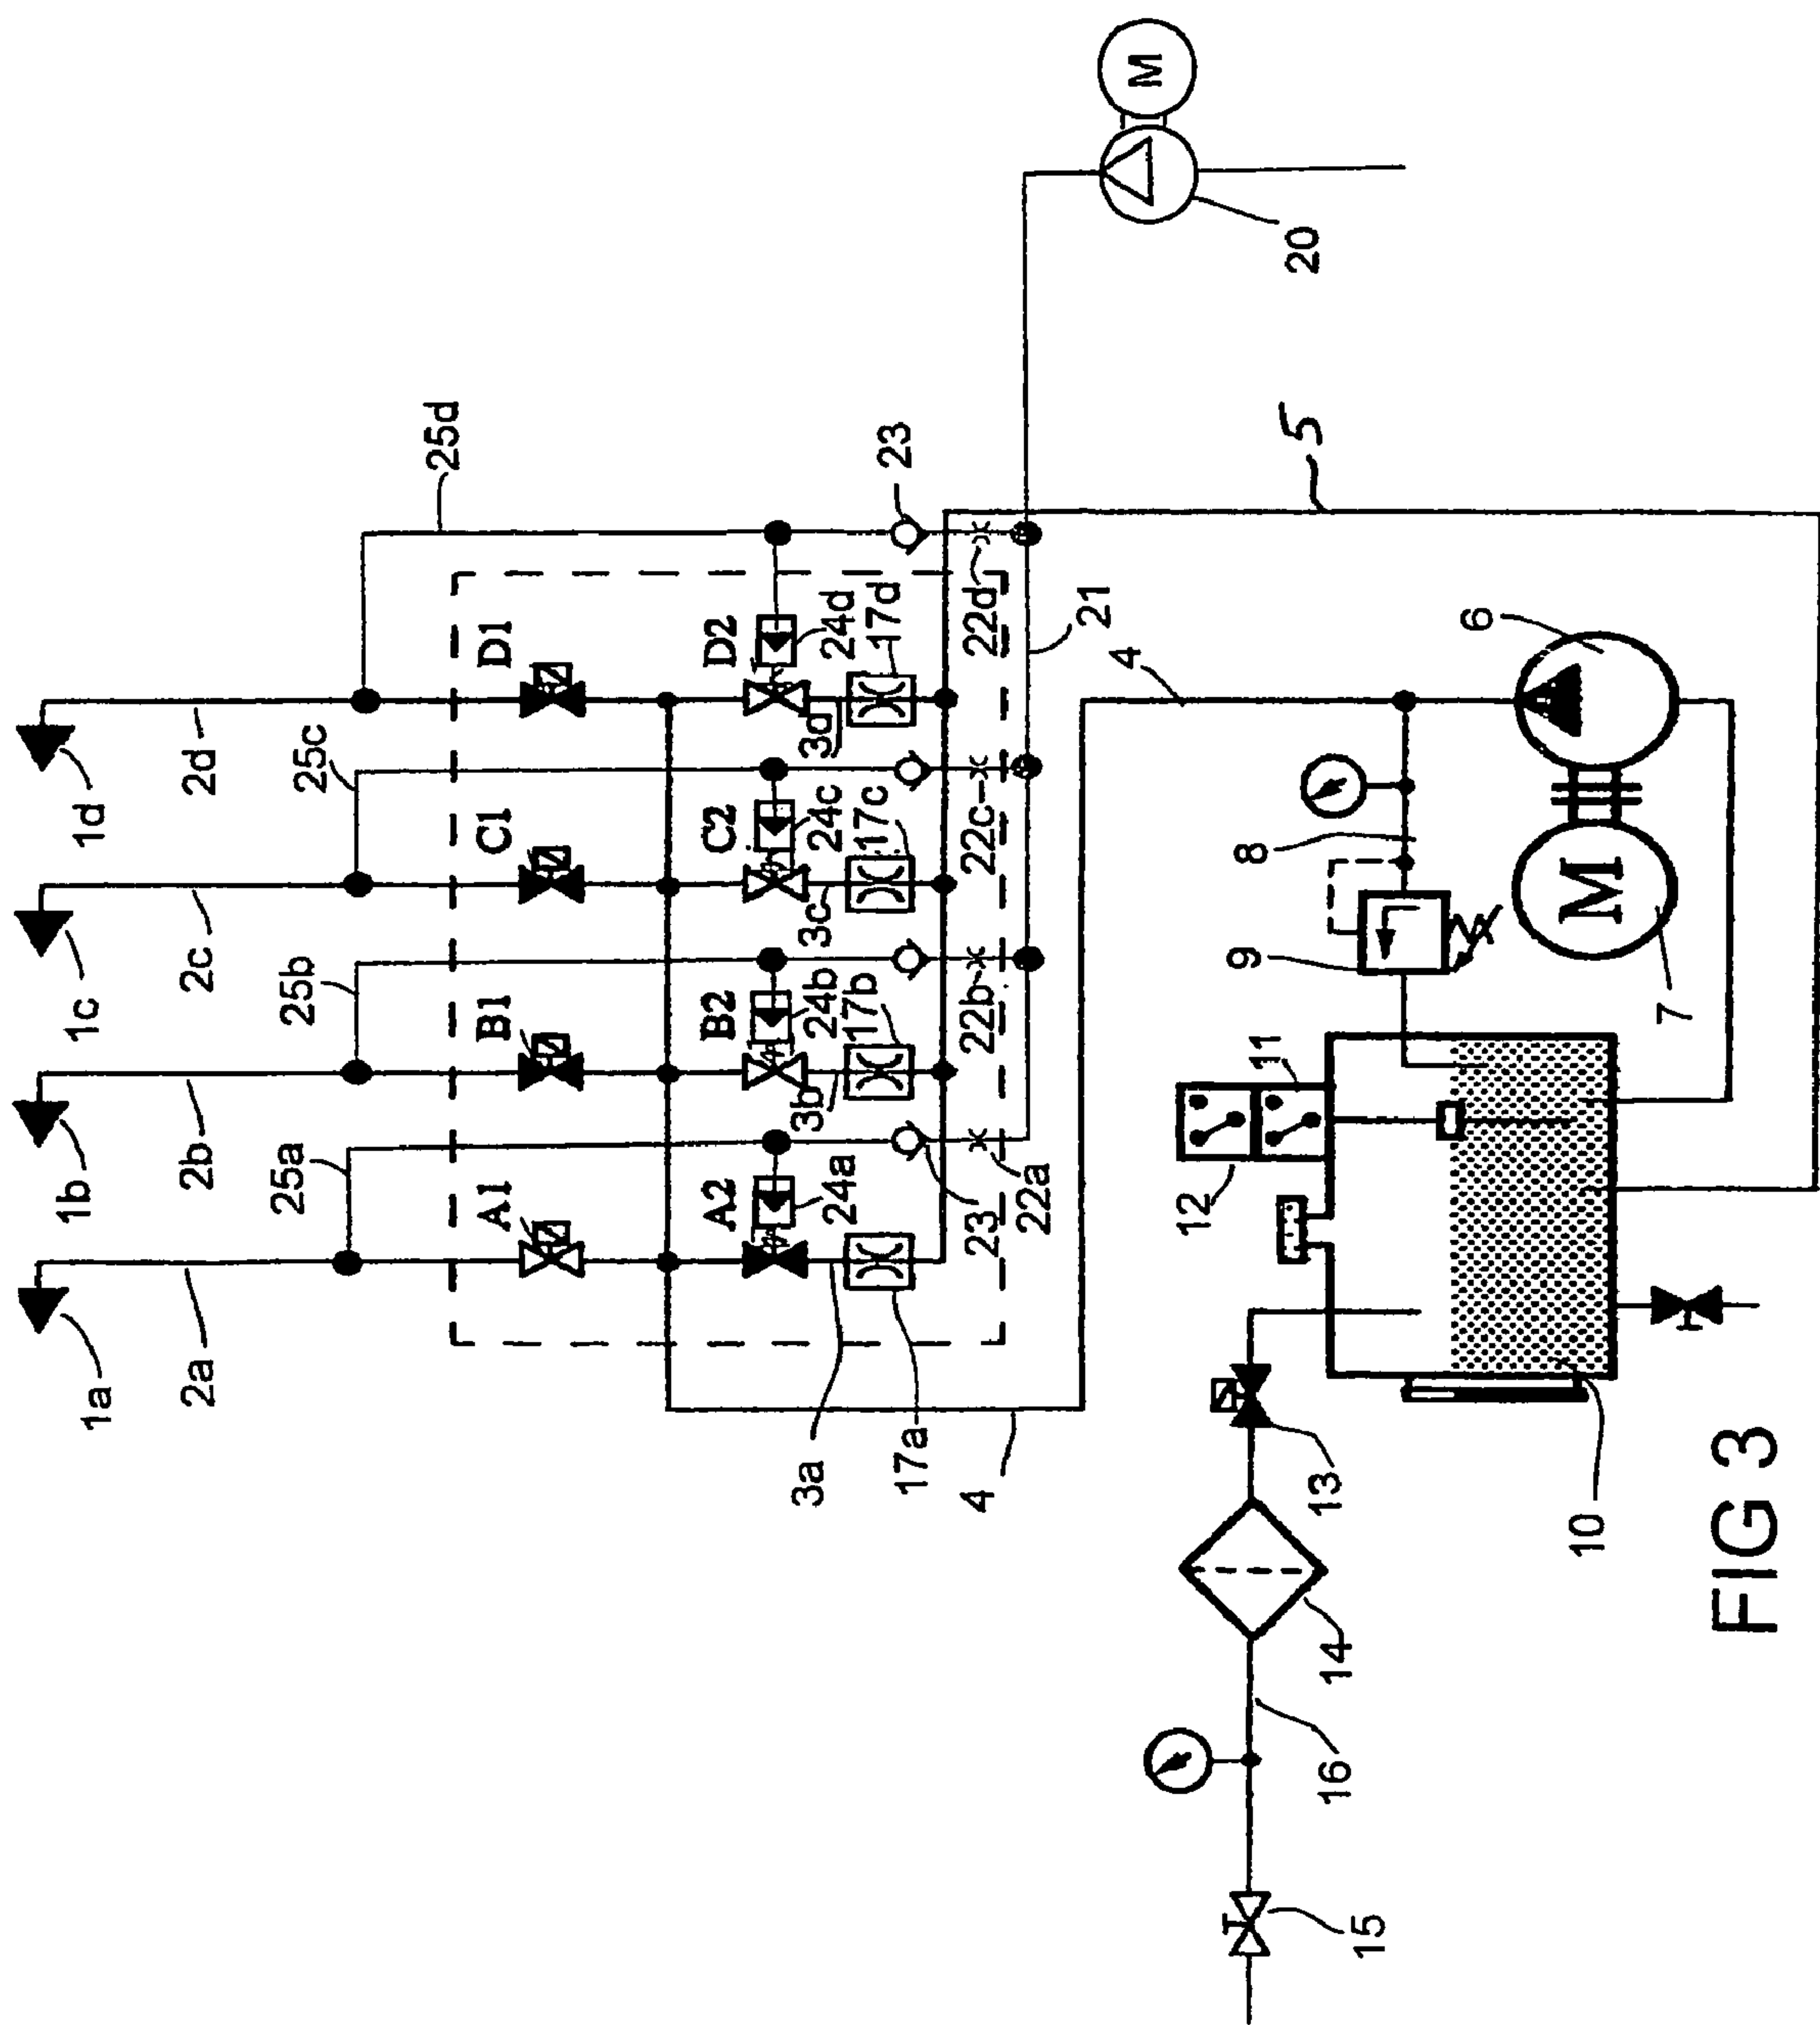 1a 1b 1c 1d
2a 2b 2c 2d
25a 25b 25c 25d
A1 B1 C1 D1
A2 B2 C2 D2
3a 24a 3b 24b 3c 24c 3d 24d
17a 17b 17c 17d 23
4 23 22a 22b 22c 22d
21
4
M
12 11 9 8 5 20
15 16 14 13
6
10 M
7
FIG 3